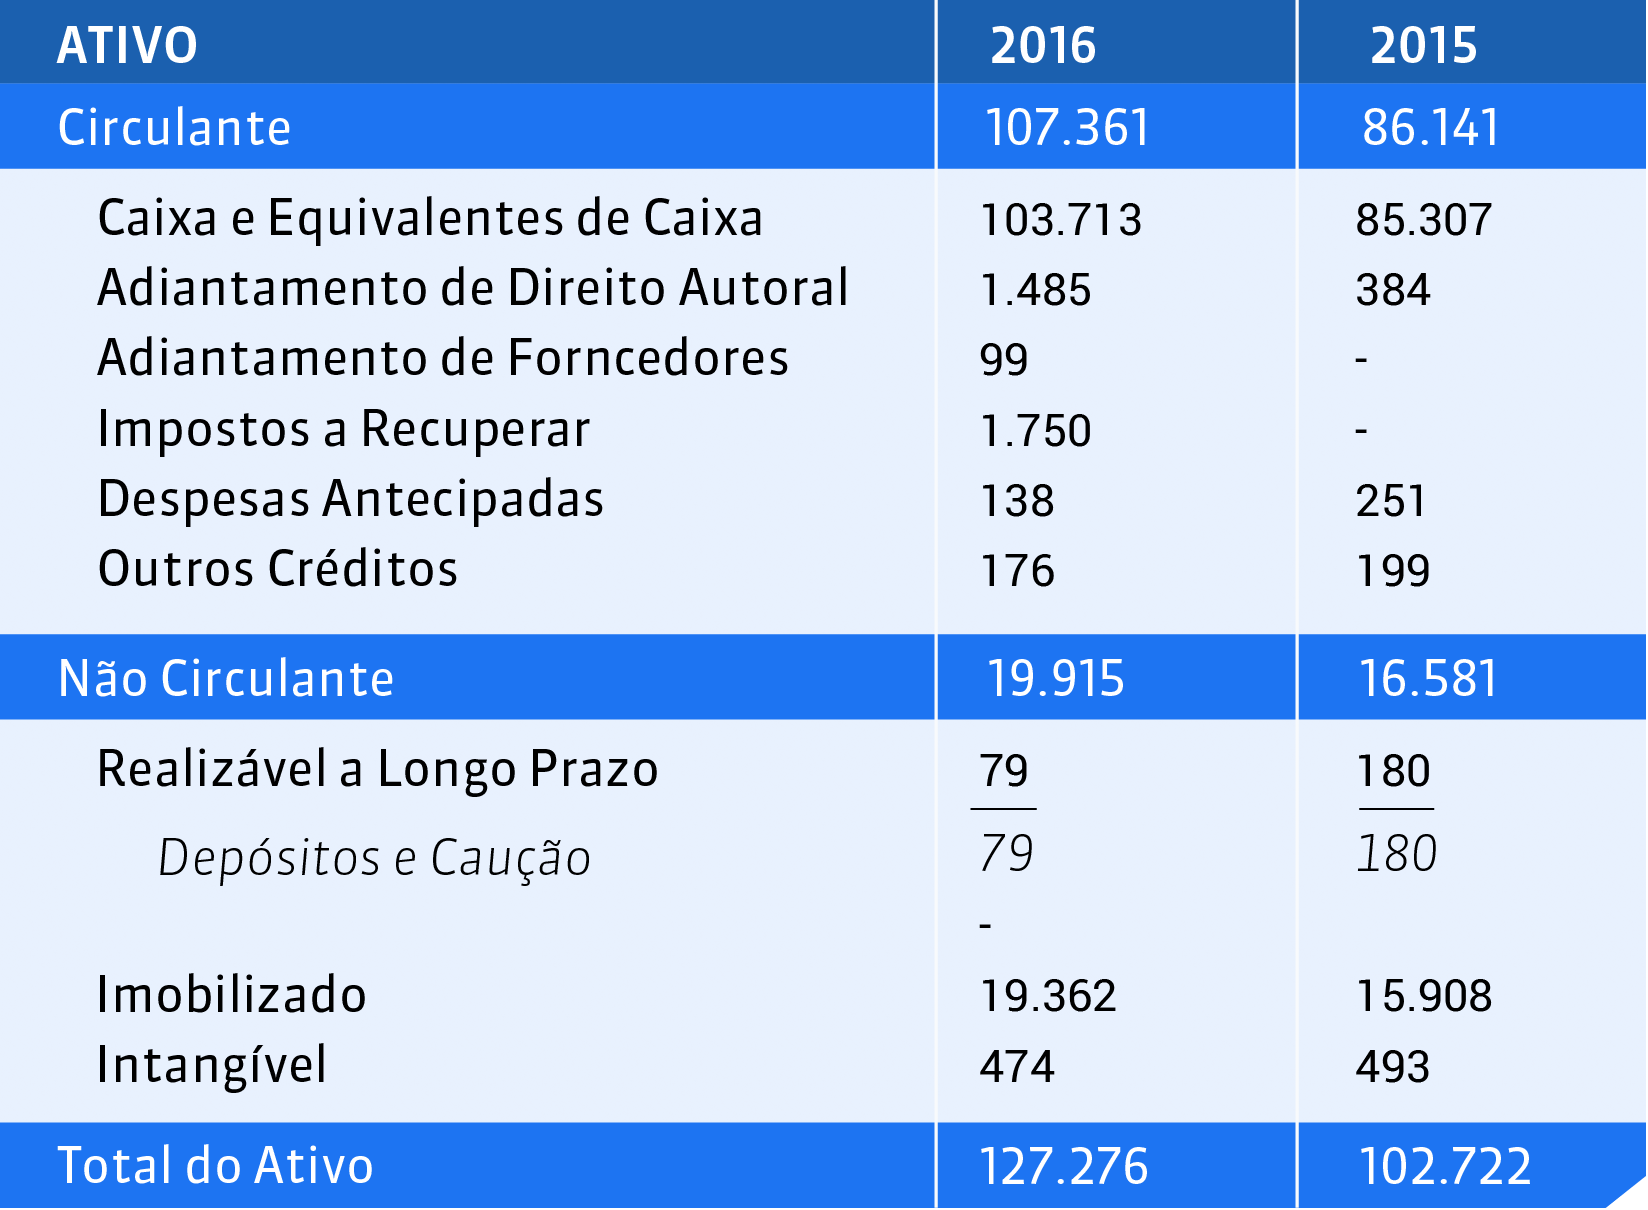 ATIVO 2016 2015
Circulante 107.361 86.141
Caixa e Equivalentes de Caixa 103.713 85.307
Adiantamento de Direito Autoral 1.485 384
Adiantamento de Forncedores 99 -
Impostos a Recuperar 1.750 -
Despesas Antecipadas 138 251
Outros Créditos 176 199
Não Circulante 19.915 16.581
Realizável a Longo Prazo 79 180
Depósitos e Caução 79 180
-
Imobilizado 19.362 15.908
Intangível 474 493
Total do Ativo 127.276 102.722